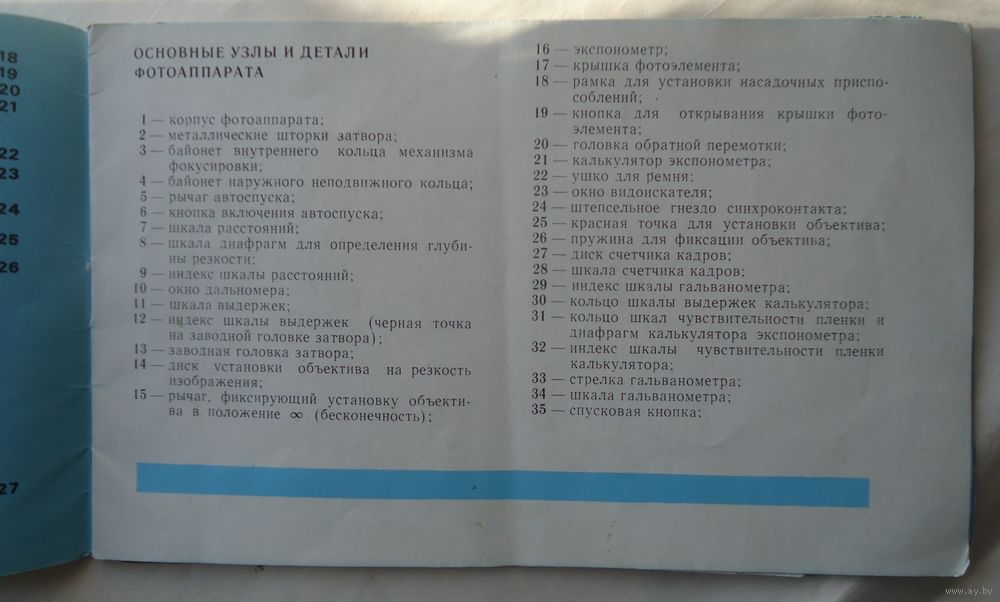 18
19
20
21
22
23
24
25
26
27
ОСНОВНЫЕ УЗЛЫ И ДЕТАЛИ
ФОТОАППАРАТА
1 — корпус фотоаппарата;
2 — металлические шторки затвора;
3 — байонет внутреннего кольца механизма
фокусировки;
4 — байонет наружного неподвижного кольца;
5 — рычаг автоспуска;
6 — кнопка включения автоспуска;
7 — шкала расстояний;
8 — шкала диафрагм для определения глуби-
ны резкости;
9 — индекс шкалы расстояний;
10 — окно дальномера;
11 — шкала выдержек;
12 — индекс шкалы выдержек (черная точка
на заводной головке затвора);
13 — заводная головка затвора;
14 — диск установки объектива на резкость
изображения;
15 — рычаг, фиксирующий установку объекти-
ва в положение ∞ (бесконечность);
16 — экспонометр;
17 — крышка фотоэлемента;
18 — рамка для установки насадочных приспо-
соблений;
19 — кнопка для открывания крышки фото-
элемента;
20 — головка обратной перемотки;
21 — калькулятор экспонометра;
22 — ушко для ремня;
23 — окно видоискателя;
24 — штепсельное гнездо синхроконтакта;
25 — красная точка для установки объектива;
26 — пружина для фиксации объектива;
27 — диск счетчика кадров;
28 — шкала счетчика кадров;
29 — индекс шкалы гальванометра;
30 — кольцо шкалы выдержек калькулятора;
31 — кольцо шкал чувствительности пленки и
диафрагм калькулятора экспонометра;
32 — индекс шкалы чувствительности пленки
калькулятора;
33 — стрелка гальванометра;
34 — шкала гальванометра;
35 — спусковая кнопка;
www.ay.by